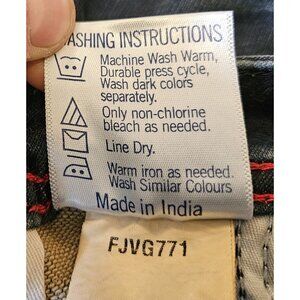 WASHING INSTRUCTIONS
Machine Wash Warm,
Durable press cycle,
Wash dark colors
separately.
Only non-chlorine
bleach as needed.
Line Dry.
Warm iron as needed.
Wash Similar Colours
Made in India
FJVG771